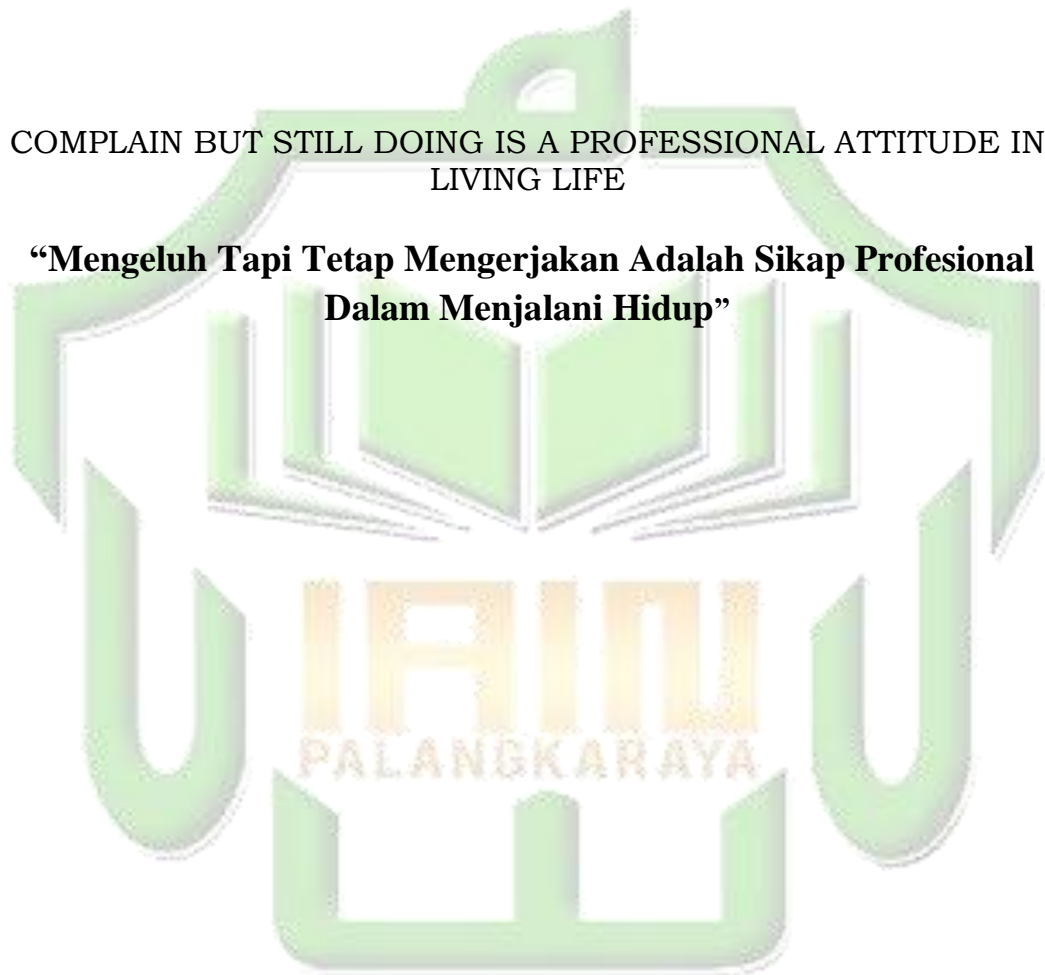 COMPLAIN BUT STILL DOING IS A PROFESSIONAL ATTITUDE IN
LIVING LIFE
“Mengeluh Tapi Tetap Mengerjakan Adalah Sikap Profesional
Dalam Menjalani Hidup”
IAIN
PALANGKARAYA